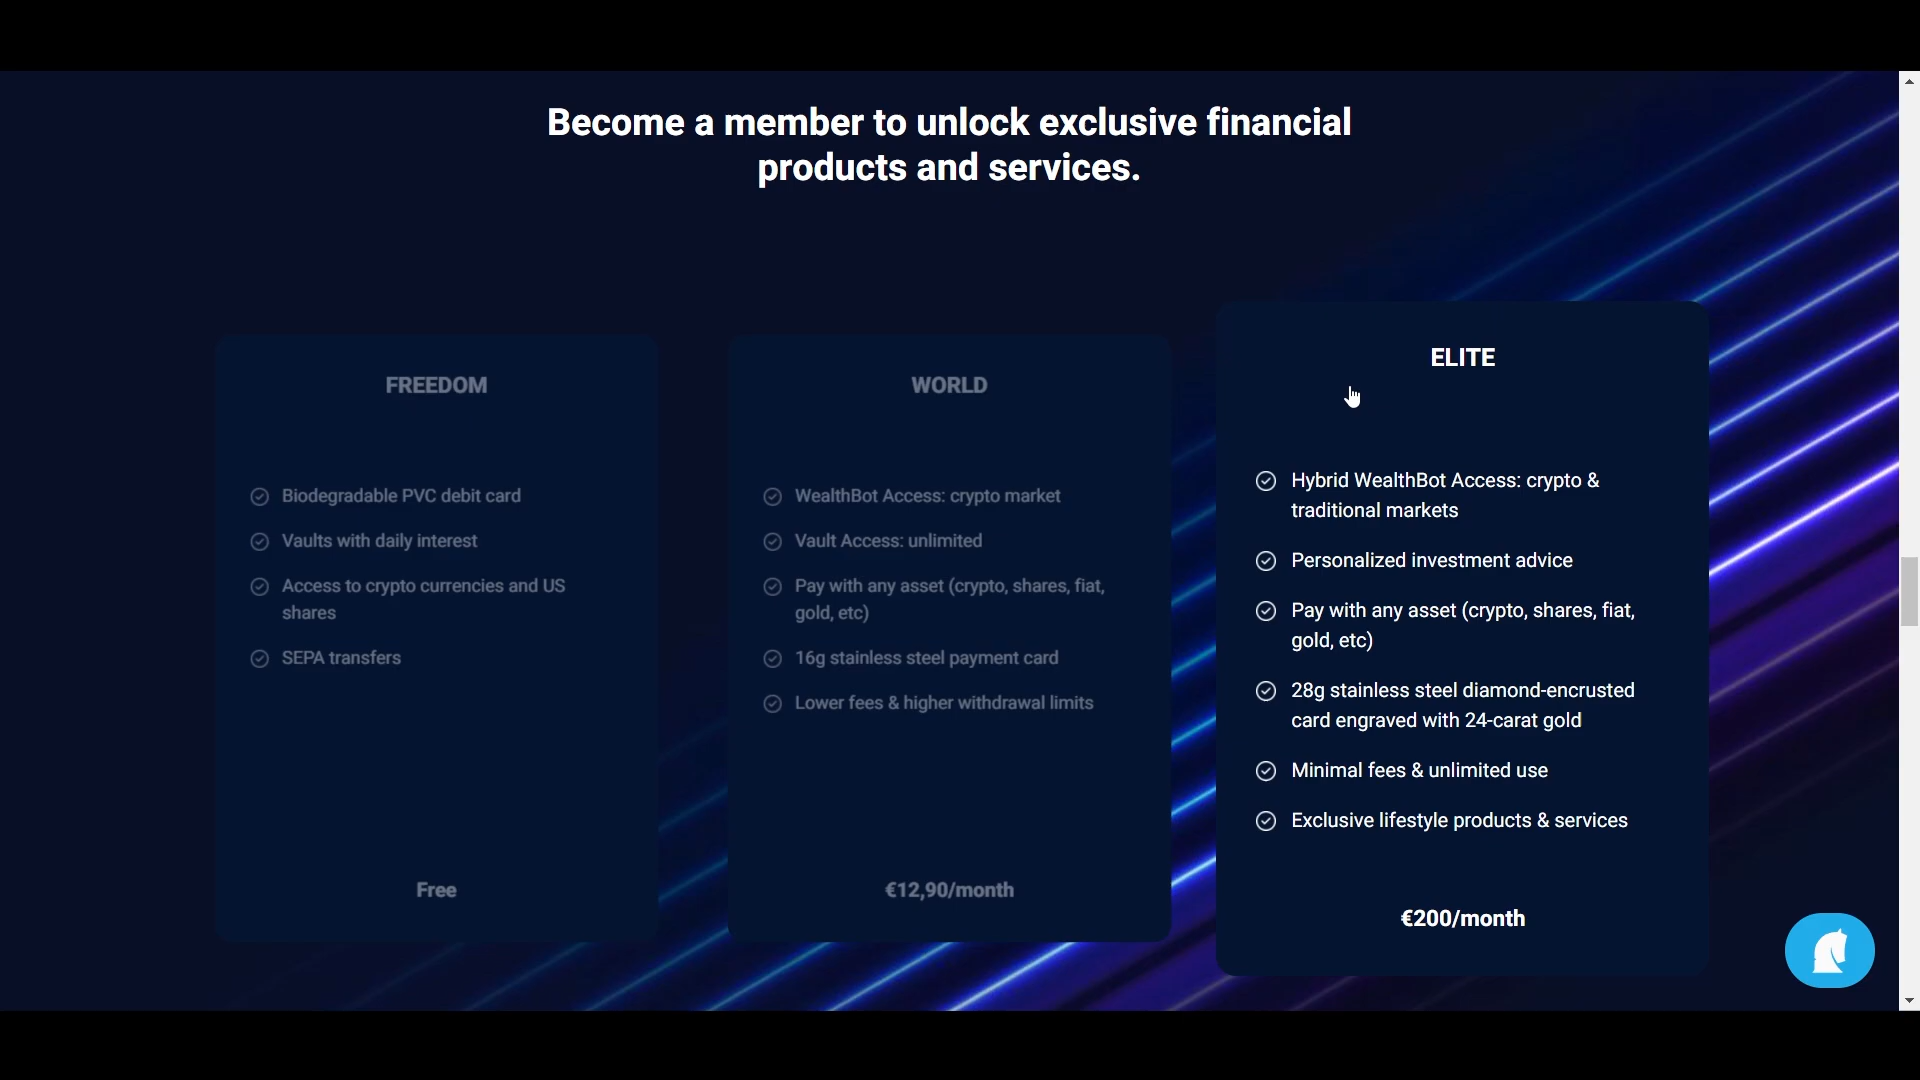 Become a member to unlock exclusive financial
products and services.
FREEDOM
Biodegradable PVC debit card
Vaults with daily interest
Access to crypto currencies and US
shares
SEPA transfers
Free
WORLD
WealthBot Access: crypto market
Vault Access: unlimited
Pay with any asset (crypto, shares, fiat,
gold, etc)
16g stainless steel payment card
Lower fees & higher withdrawal limits
€12,90/month
ELITE
Hybrid WealthBot Access: crypto &
traditional markets
Personalized investment advice
Pay with any asset (crypto, shares, fiat,
gold, etc)
28g stainless steel diamond-encrusted
card engraved with 24-carat gold
Minimal fees & unlimited use
Exclusive lifestyle products & services
€200/month